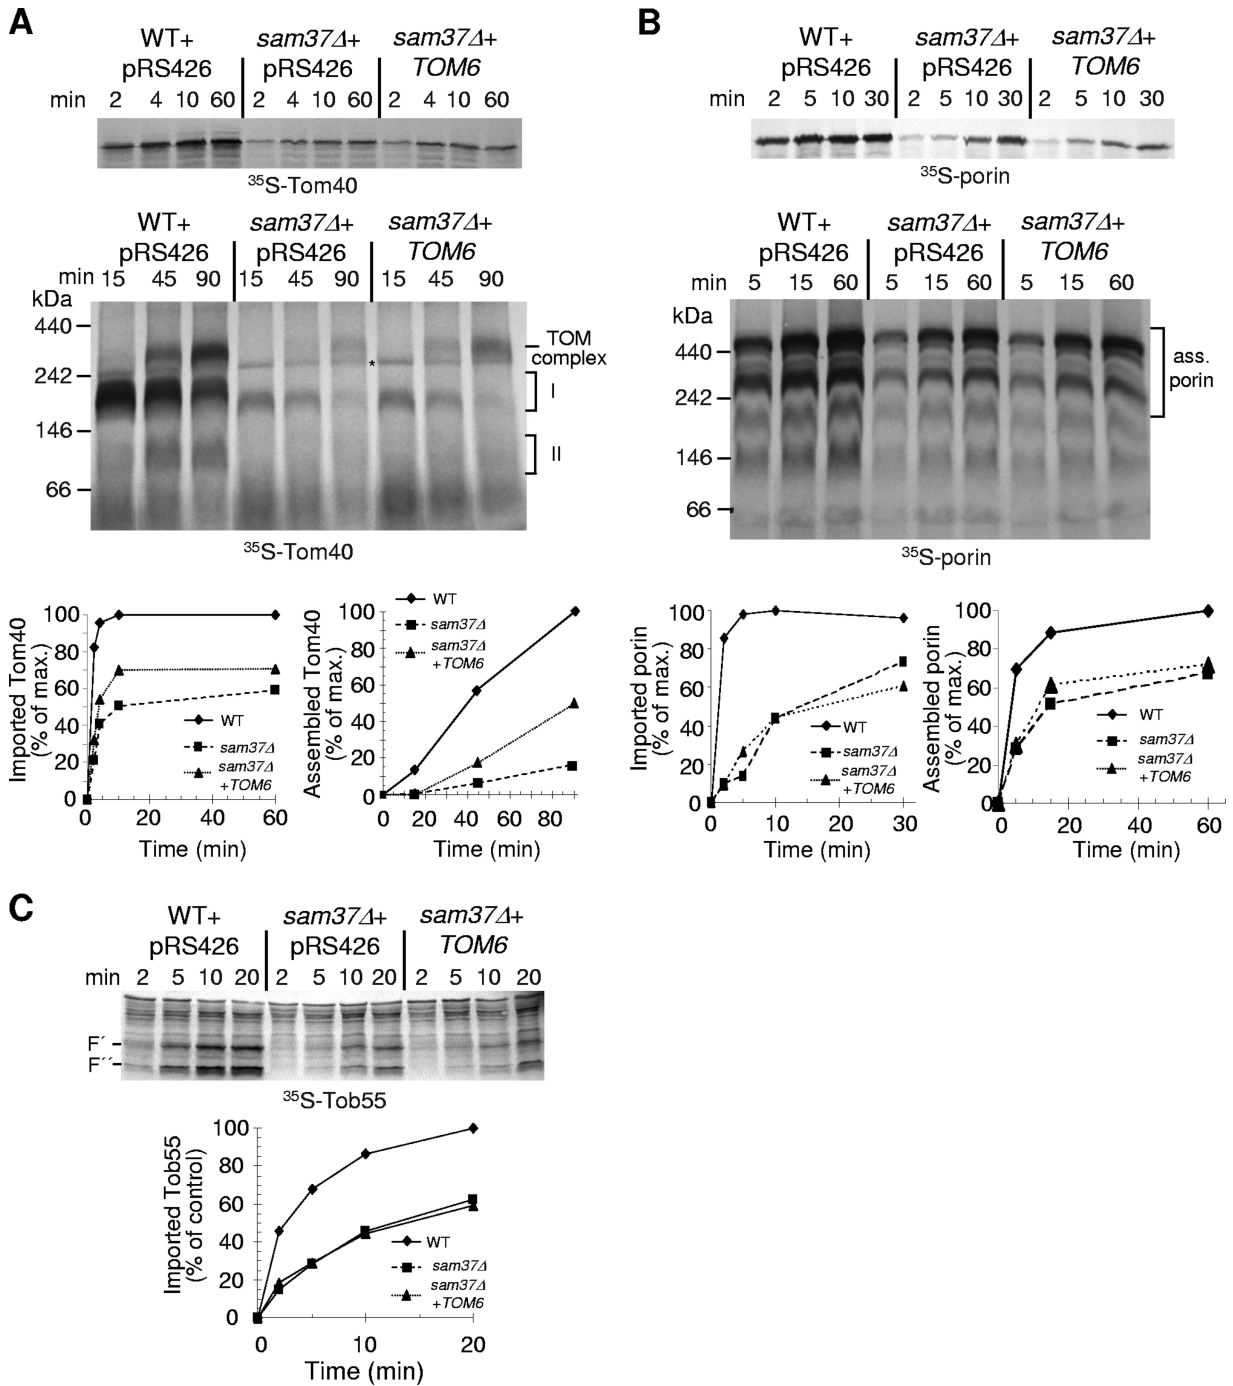 A
WT+ sam37Δ+ sam37Δ+
pRS426 pRS426 TOM6
min 2 4 10 60 2 4 10 60 2 4 10 60
35S-Tom40
WT+ sam37Δ+ sam37Δ+
pRS426 pRS426 TOM6
min 15 45 90 15 45 90 15 45 90
kDa
440
242
146
66
TOM
complex
*
I
II
35S-Tom40
Imported Tom40
(% of max.)
100
80
60
40
20
0
WT
sam37Δ
sam37Δ
+TOM6
0 20 40 60
Time (min)
Assembled Tom40
(% of max.)
100
80
60
40
20
0
WT
sam37Δ
sam37Δ
+TOM6
0 20 40 60 80
Time (min)
B
WT+ sam37Δ+ sam37Δ+
pRS426 pRS426 TOM6
min 2 5 10 30 2 5 10 30 2 5 10 30
35S-porin
WT+ sam37Δ+ sam37Δ+
pRS426 pRS426 TOM6
min 5 15 60 5 15 60 5 15 60
kDa
440
242
146
66
ass.
porin
35S-porin
Imported porin
(% of max.)
100
80
60
40
20
0
WT
sam37Δ
sam37Δ
+TOM6
0 10 20 30
Time (min)
Assembled porin
(% of max.)
100
80
60
40
20
0
WT
sam37Δ
sam37Δ
+TOM6
0 20 40 60
Time (min)
C
WT+ sam37Δ+ sam37Δ+
pRS426 pRS426 TOM6
min 2 5 10 20 2 5 10 20 2 5 10 20
F´
F´´
35S-Tob55
Imported Tob55
(% of control)
100
80
60
40
20
0
WT
sam37Δ
sam37Δ
+TOM6
0 10 20
Time (min)